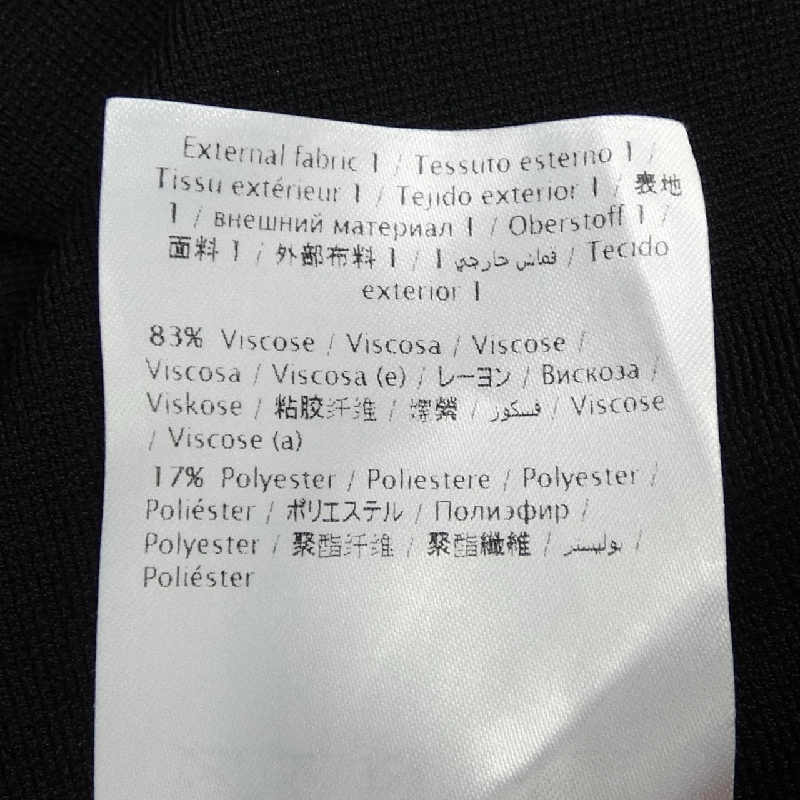 External fabric 1 / Tessuto esterno 1 /
Tissu extérieur 1 / Tejido exterior 1 / 表地
1 / внешний материал 1 / Oberstoff 1 /
面料 1 / 外部布料 1 / 1 قماش خارجي / Tecido
exterior 1
83% Viscose / Viscosa / Viscose /
Viscosa / Viscosa (e) / レーヨン / Вискоза /
Viskose / 粘胶纤维 / 嫘縈 / فسكوز / Viscose
/ Viscose (a)
17% Polyester / Poliestere / Polyester /
Poliéster / ポリエステル / Полиэфир /
Polyester / 聚酯纤维 / 聚酯纖維 / بوليستر /
Poliéster